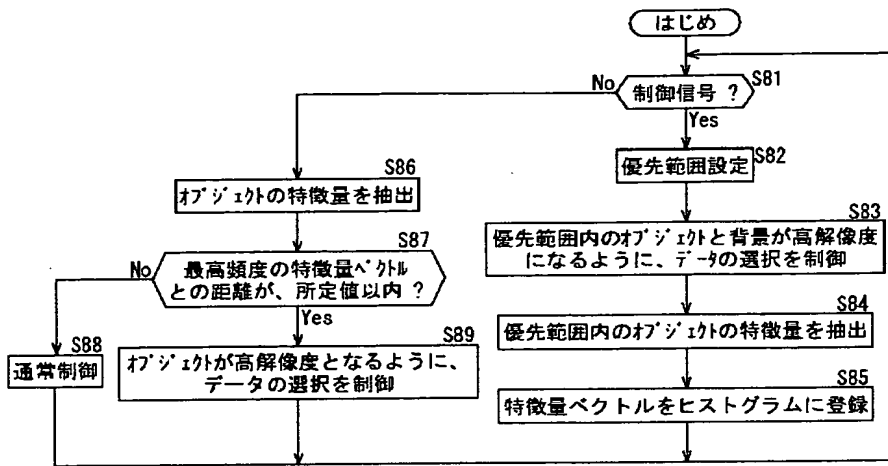 はじめ
S81
制御信号 ?
No
Yes
S82
優先範囲設定
S83
優先範囲内のオブジェクトと背景が高解像度
になるように、データの選択を制御
S84
優先範囲内のオブジェクトの特徴量を抽出
S85
特徴量ベクトルをヒストグラムに登録
S86
オブジェクトの特徴量を抽出
S87
最高頻度の特徴量ベクトル
との距離が、所定値以内 ?
No
Yes
S88
通常制御
S89
オブジェクトが高解像度となるように、
データの選択を制御